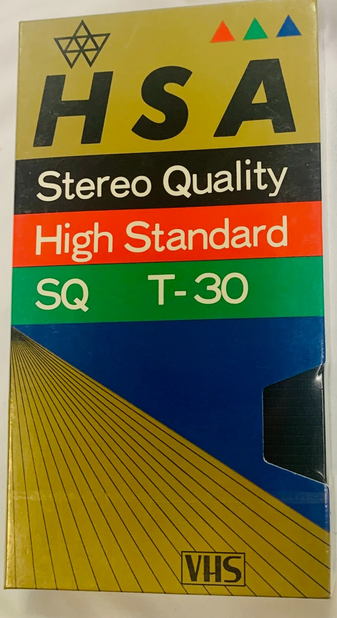 HSA
Stereo Quality
High Standard
SQ T-30
VHS